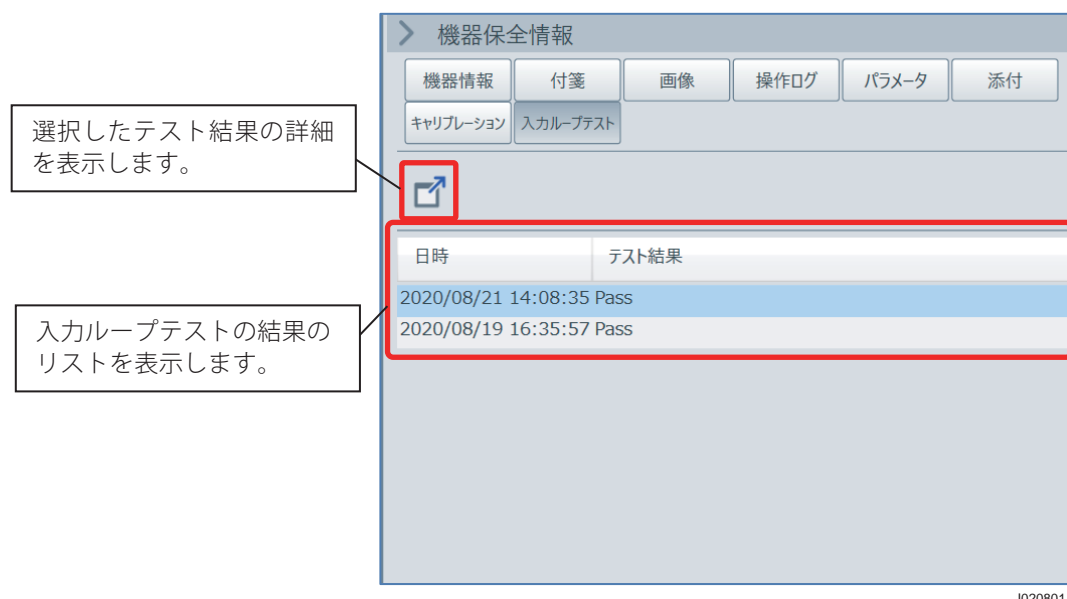 機器保全情報
機器情報 付箋 画像 操作ログ パラメータ 添付
キャリブレーション 入力ループテスト
選択したテスト結果の詳細
を表示します。
日時 テスト結果
2020/08/21 14:08:35 Pass
2020/08/19 16:35:57 Pass
入力ループテストの結果の
リストを表示します。
J020801